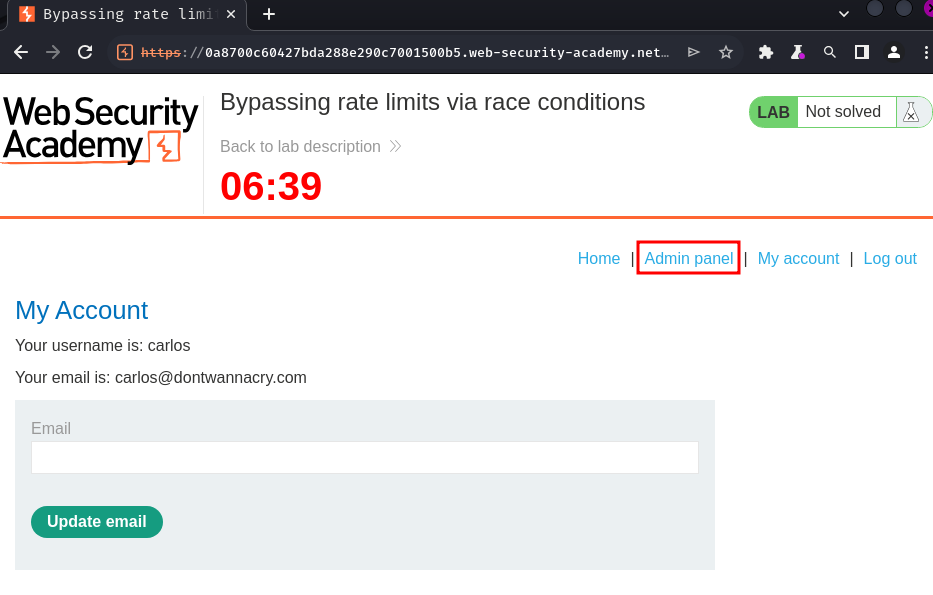 Bypassing rate limi
https://0a8700c60427bda288e290c7001500b5.web-security-academy.net…
Web Security
Academy
Bypassing rate limits via race conditions
LAB Not solved
Back to lab description
06:39
Home | Admin panel | My account | Log out
My Account
Your username is: carlos
Your email is: carlos@dontwannacry.com
Email
Update email